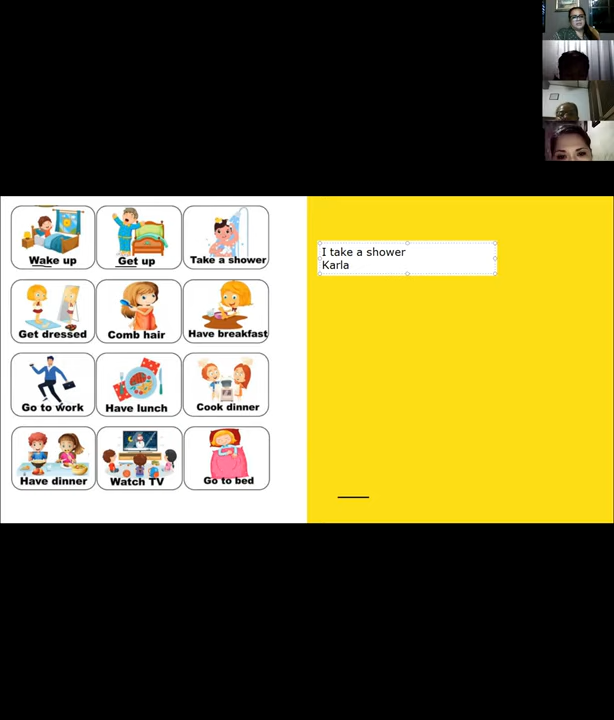 Wake up
Get up
Take a shower
Get dressed
Comb hair
Have breakfast
Go to work
Have lunch
Cook dinner
Have dinner
Watch TV
Go to bed
I take a shower
Karla